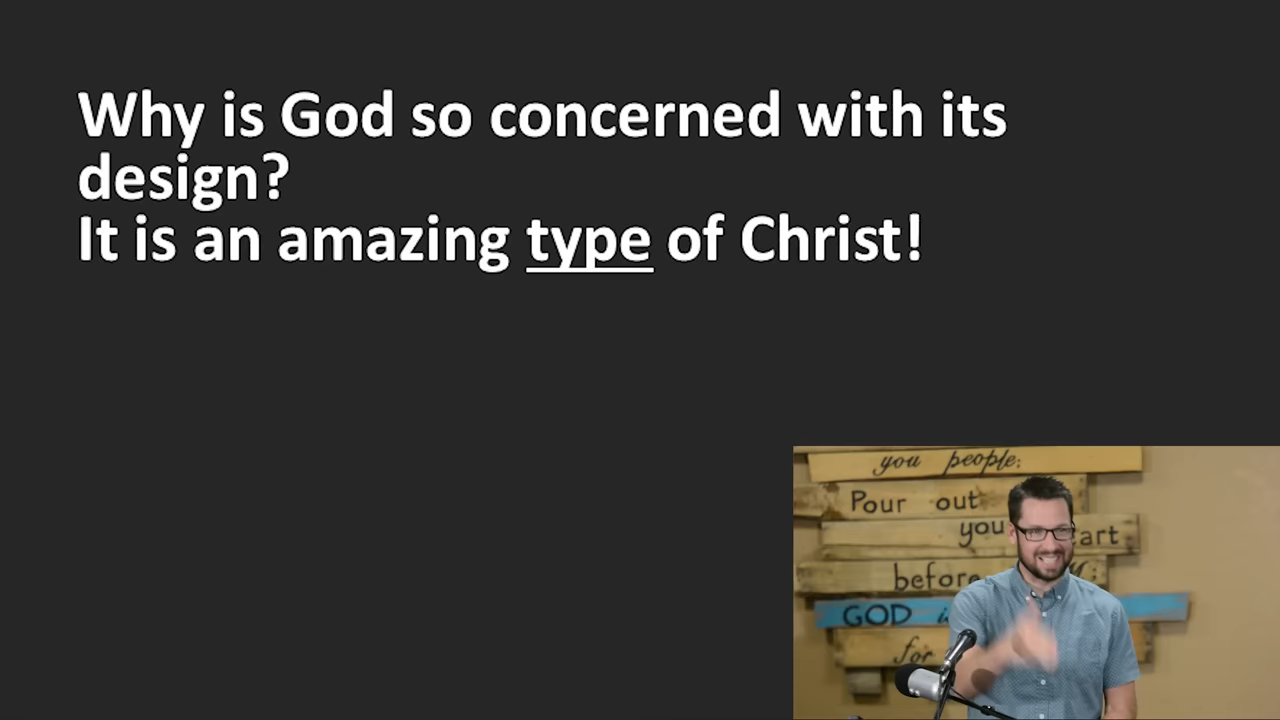 Why is God so concerned with its
design?
It is an amazing type of Christ!
you people:
Pour out
you
art
before
GOD
for